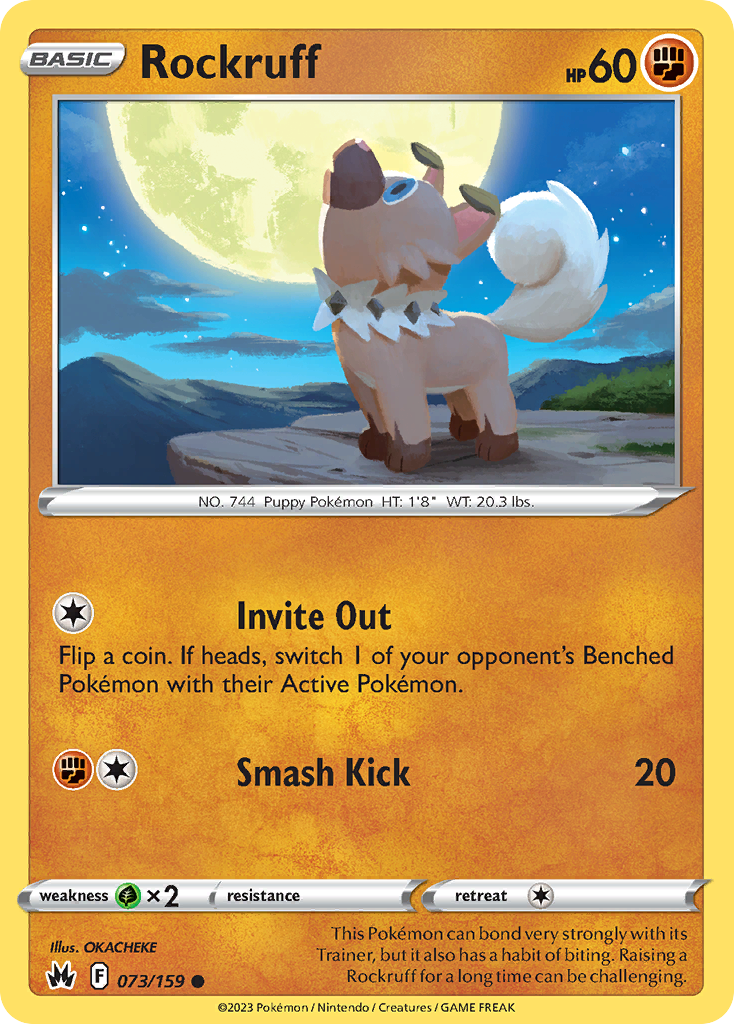 BASIC Rockruff HP 60
NO. 744 Puppy Pokémon HT: 1'8" WT: 20.3 lbs.
Invite Out
Flip a coin. If heads, switch 1 of your opponent's Benched
Pokémon with their Active Pokémon.
Smash Kick 20
weakness ×2 resistance retreat
This Pokémon can bond very strongly with its
Trainer, but it also has a habit of biting. Raising a
Rockruff for a long time can be challenging.
Illus. OKACHEKE
F 073/159
©2023 Pokémon / Nintendo / Creatures / GAME FREAK